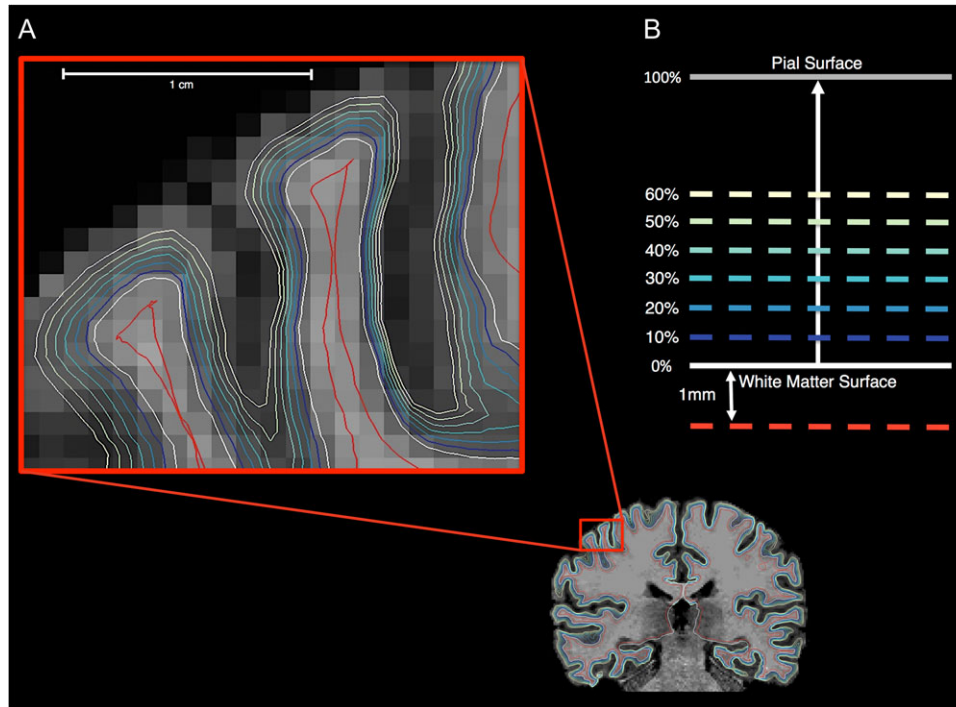 A
1 cm
B
Pial Surface
100%
60%
50%
40%
30%
20%
10%
0%
White Matter Surface
1mm